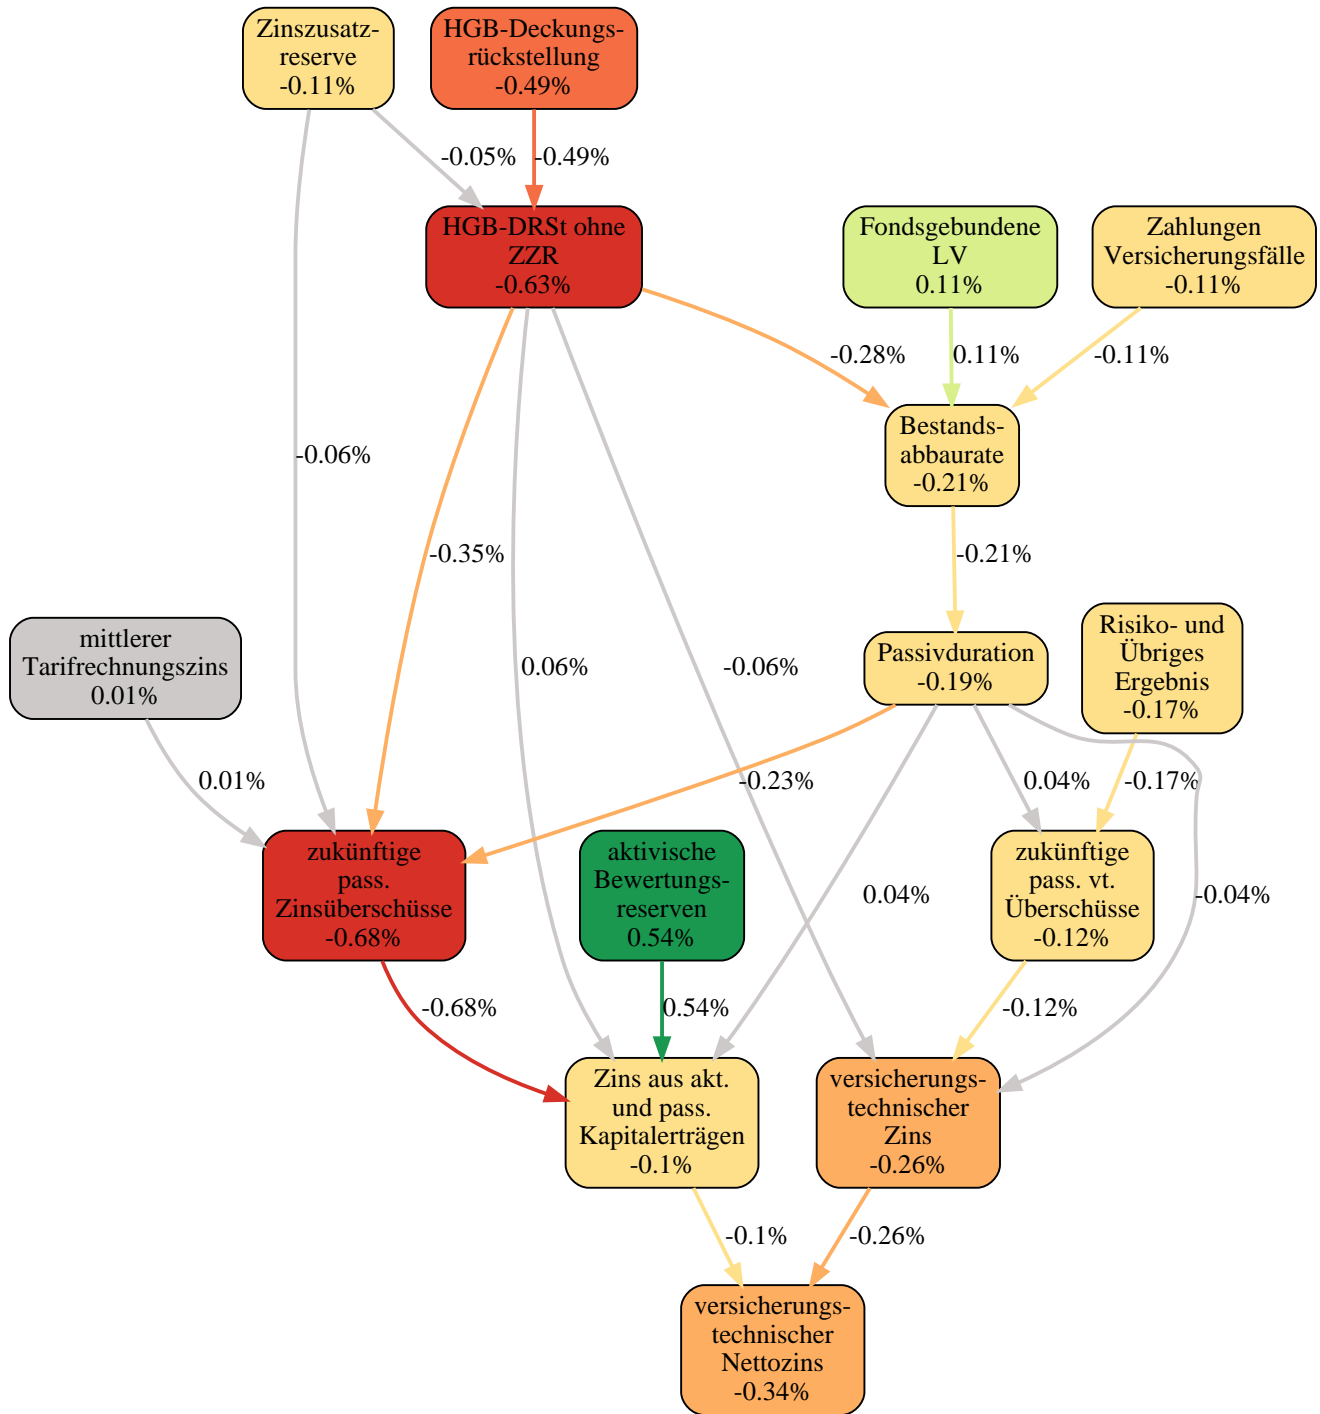 Zinszusatz-
reserve
-0.11%
HGB-Deckungs-
rückstellung
-0.49%
-0.05%
-0.49%
HGB-DRSt ohne
ZZR
-0.63%
Fondsgebundene
LV
0.11%
Zahlungen
Versicherungsfälle
-0.11%
-0.28%
0.11%
-0.11%
Bestands-
abbaurate
-0.21%
-0.06%
-0.35%
-0.21%
mittlerer
Tarifrechnungszins
0.01%
0.06%
-0.06%
Passivduration
-0.19%
Risiko- und
Übriges
Ergebnis
-0.17%
0.01%
-0.23%
0.04%
-0.17%
zukünftige
pass.
Zinsüberschüsse
-0.68%
aktivische
Bewertungs-
reserven
0.54%
0.04%
zukünftige
pass. vt.
Überschüsse
-0.12%
-0.04%
-0.68%
0.54%
-0.12%
Zins aus akt.
und pass.
Kapitalerträgen
-0.1%
versicherungs-
technischer
Zins
-0.26%
-0.1%
-0.26%
versicherungs-
technischer
Nettozins
-0.34%